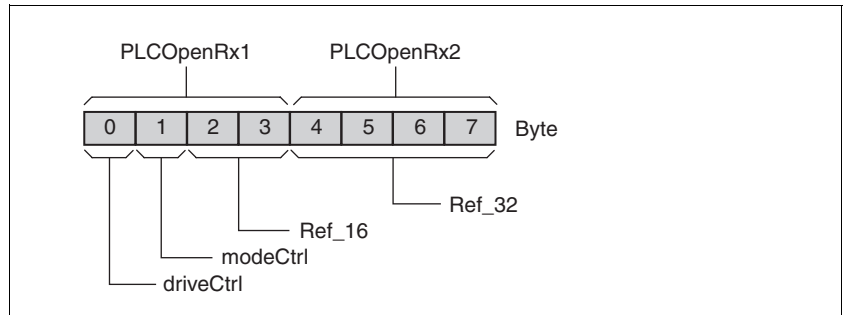 PLCOpenRx1 PLCOpenRx2
0 1 2 3 4 5 6 7 Byte
Ref_32
Ref_16
modeCtrl
driveCtrl